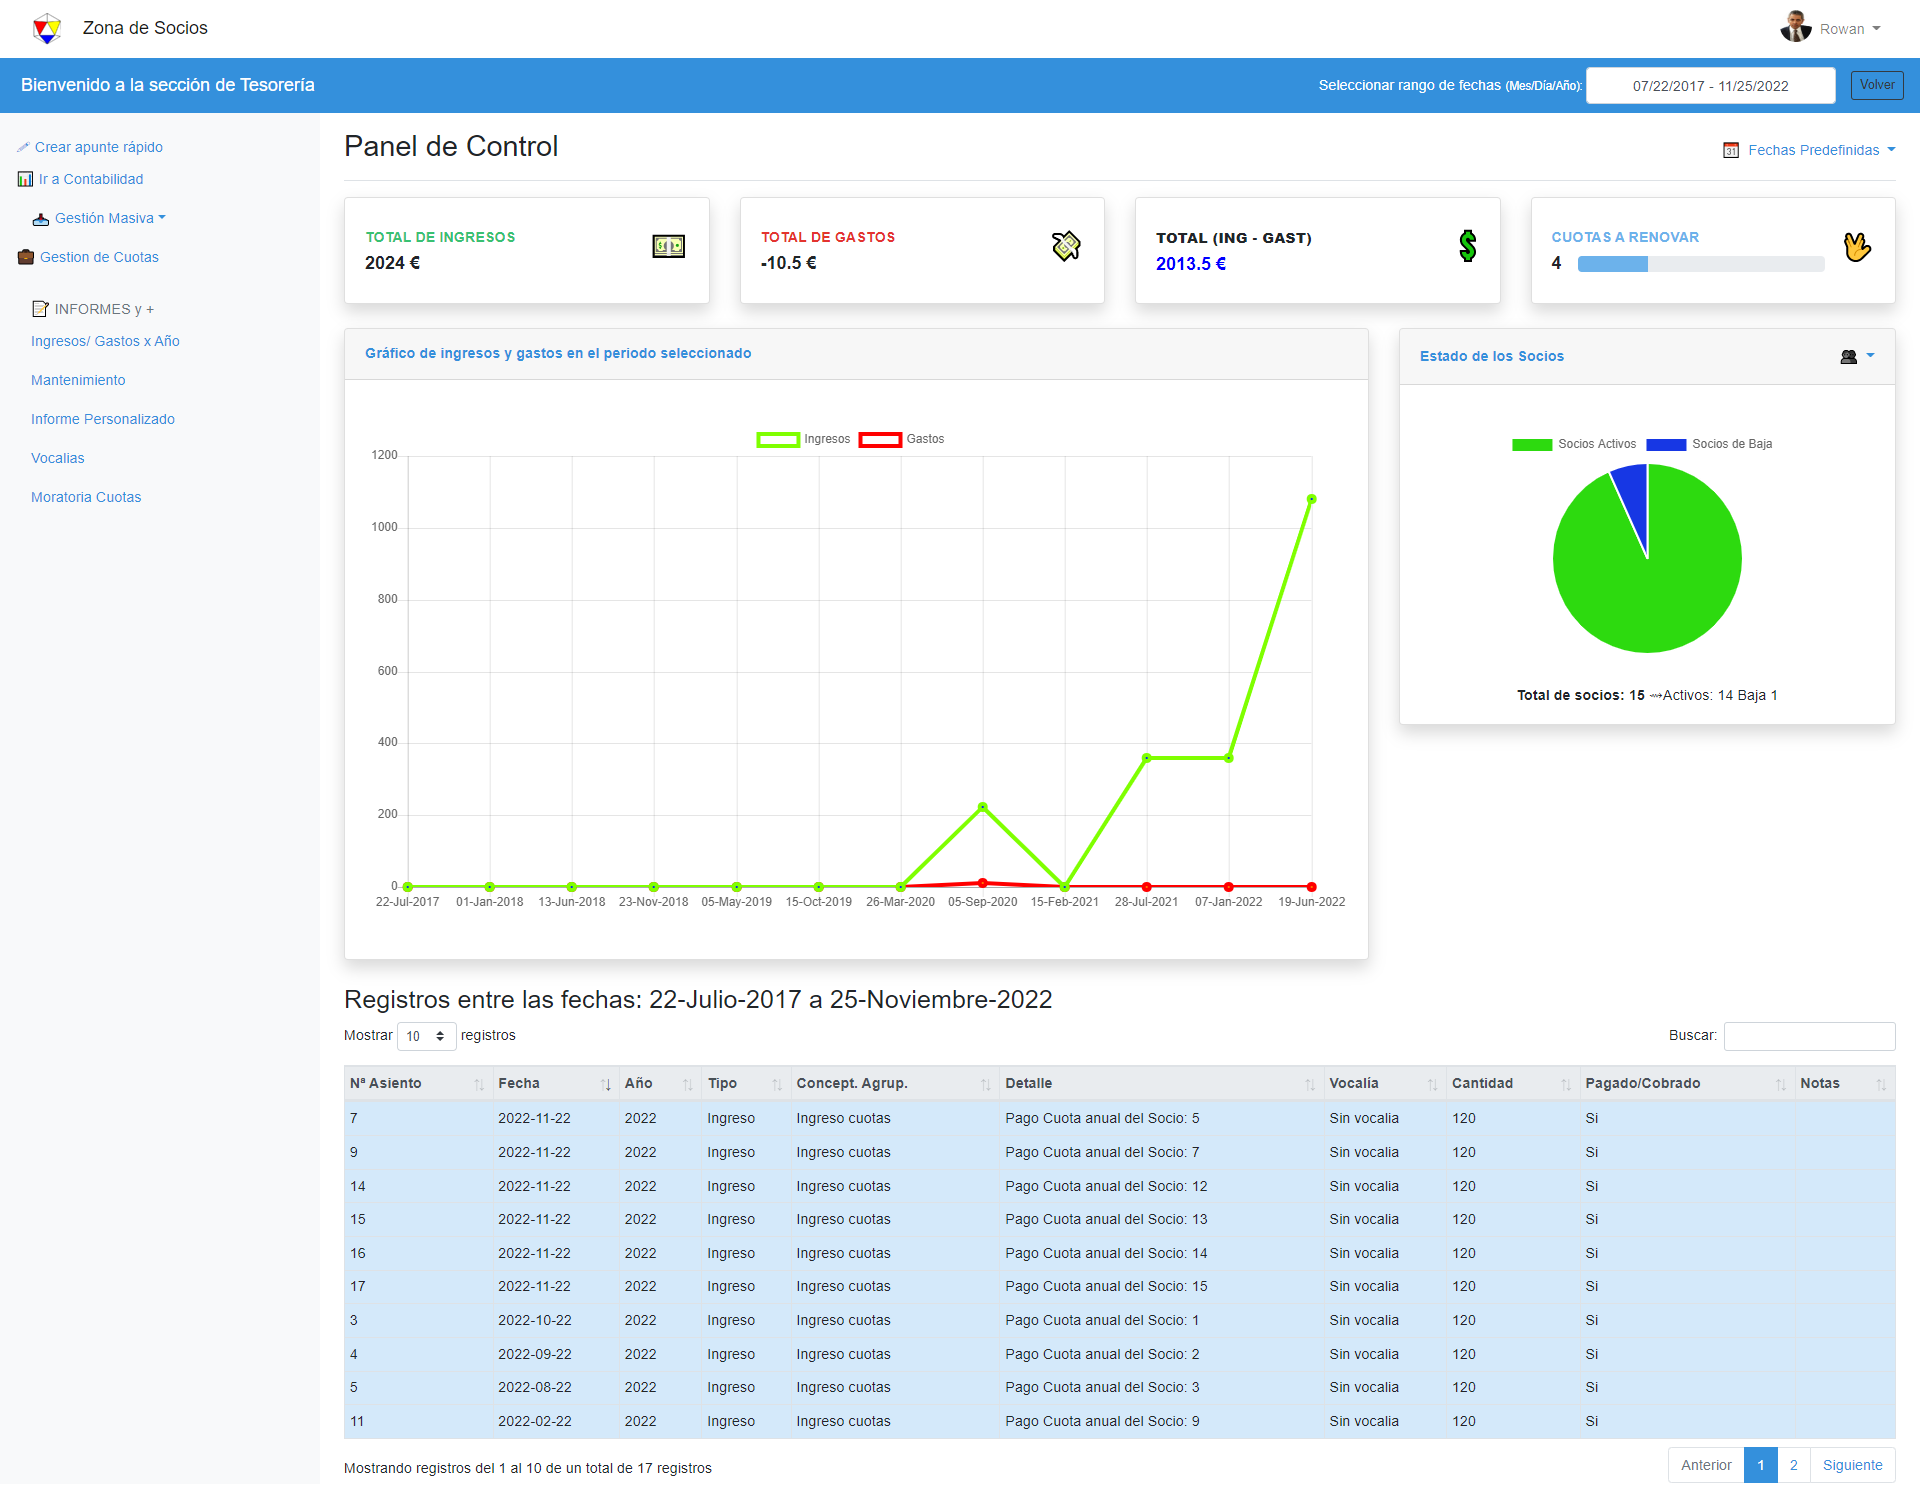 Zona de Socios
Rowan
Bienvenido a la sección de Tesorería
Seleccionar rango de fechas (Mes/Día/Año): 07/22/2017 - 11/25/2022 Volver
Crear apunte rápido
Ir a Contabilidad
Gestión Masiva
Gestion de Cuotas
INFORMES y +
Ingresos/ Gastos x Año
Mantenimiento
Informe Personalizado
Vocalias
Moratoria Cuotas
Panel de Control
31 Fechas Predefinidas
TOTAL DE INGRESOS
2024 €
TOTAL DE GASTOS
-10.5 €
TOTAL (ING - GAST)
2013.5 €
CUOTAS A RENOVAR
4
Gráfico de ingresos y gastos en el periodo seleccionado
Ingresos Gastos
1200
1000
800
600
400
200
0
22-Jul-2017 01-Jan-2018 13-Jun-2018 23-Nov-2018 05-May-2019 15-Oct-2019 26-Mar-2020 05-Sep-2020 15-Feb-2021 28-Jul-2021 07-Jan-2022 19-Jun-2022
Estado de los Socios
Socios Activos Socios de Baja
Total de socios: 15 ⇝Activos: 14 Baja 1
Registros entre las fechas: 22-Julio-2017 a 25-Noviembre-2022
Mostrar 10 registros
Buscar:
Nª Asiento Fecha Año Tipo Concept. Agrup. Detalle Vocalía Cantidad Pagado/Cobrado Notas
7 2022-11-22 2022 Ingreso Ingreso cuotas Pago Cuota anual del Socio: 5 Sin vocalia 120 Si
9 2022-11-22 2022 Ingreso Ingreso cuotas Pago Cuota anual del Socio: 7 Sin vocalia 120 Si
14 2022-11-22 2022 Ingreso Ingreso cuotas Pago Cuota anual del Socio: 12 Sin vocalia 120 Si
15 2022-11-22 2022 Ingreso Ingreso cuotas Pago Cuota anual del Socio: 13 Sin vocalia 120 Si
16 2022-11-22 2022 Ingreso Ingreso cuotas Pago Cuota anual del Socio: 14 Sin vocalia 120 Si
17 2022-11-22 2022 Ingreso Ingreso cuotas Pago Cuota anual del Socio: 15 Sin vocalia 120 Si
3 2022-10-22 2022 Ingreso Ingreso cuotas Pago Cuota anual del Socio: 1 Sin vocalia 120 Si
4 2022-09-22 2022 Ingreso Ingreso cuotas Pago Cuota anual del Socio: 2 Sin vocalia 120 Si
5 2022-08-22 2022 Ingreso Ingreso cuotas Pago Cuota anual del Socio: 3 Sin vocalia 120 Si
11 2022-02-22 2022 Ingreso Ingreso cuotas Pago Cuota anual del Socio: 9 Sin vocalia 120 Si
Mostrando registros del 1 al 10 de un total de 17 registros
Anterior 1 2 Siguiente